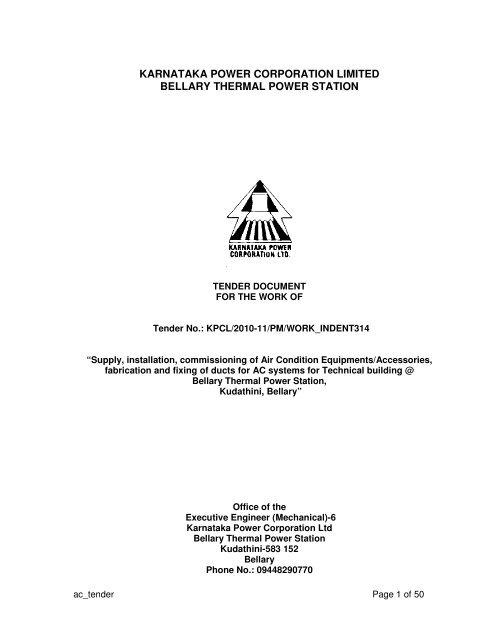 KARNATAKA POWER CORPORATION LIMITED
BELLARY THERMAL POWER STATION
KARNATAKA POWER
CORPORATION LTD.
TENDER DOCUMENT
FOR THE WORK OF
Tender No.: KPCL/2010-11/PM/WORK_INDENT314
“Supply, installation, commissioning of Air Condition Equipments/Accessories,
fabrication and fixing of ducts for AC systems for Technical building @
Bellary Thermal Power Station,
Kudathini, Bellary”
Office of the
Executive Engineer (Mechanical)-6
Karnataka Power Corporation Ltd
Bellary Thermal Power Station
Kudathini-583 152
Bellary
Phone No.: 09448290770
ac_tender Page 1 of 50